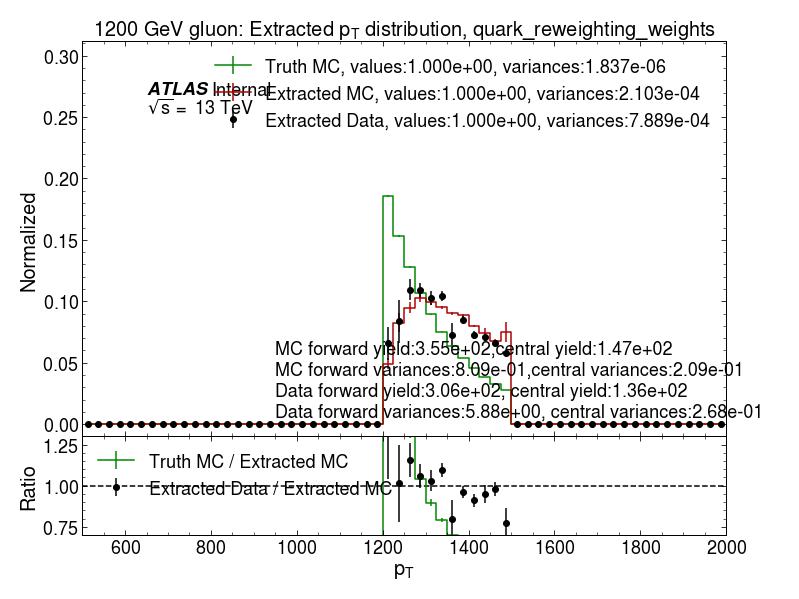 1200 GeV gluon: Extracted pT distribution, quark_reweighting_weights
Truth MC, values:1.000e+00, variances:1.837e-06
ATLAS Internal
Extracted MC, values:1.000e+00, variances:2.103e-04
√s = 13 TeV
Extracted Data, values:1.000e+00, variances:7.889e-04
Normalized
0.30
0.25
0.20
0.15
0.10
0.05
0.00
MC forward yield:3.55e+02,central yield:1.47e+02
MC forward variances:8.09e-01,central variances:2.09e-01
Data forward yield:3.06e+02, central yield:1.36e+02
Data forward variances:5.88e+00, central variances:2.68e-01
Ratio
1.25
1.00
0.75
Truth MC / Extracted MC
Extracted Data / Extracted MC
600 800 1000 1200 1400 1600 1800 2000
pT